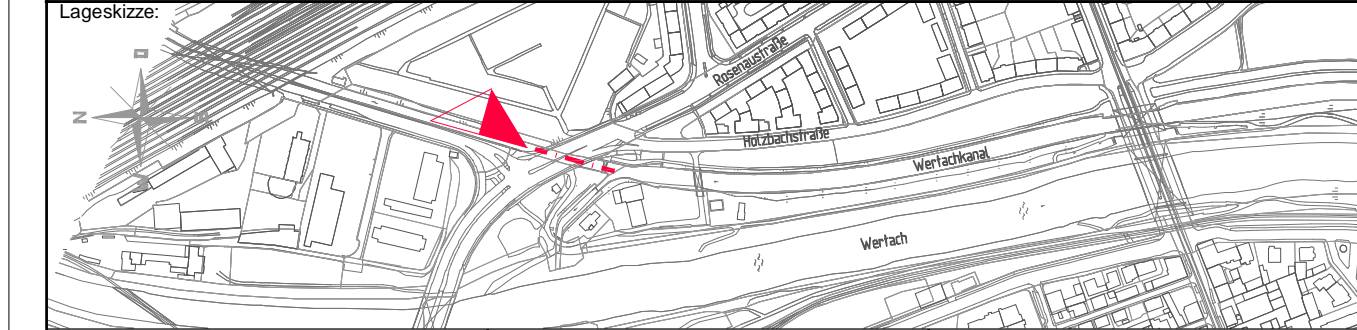 Lageskizze:
O
N
S
W
Rosenaustraße
Holzbachstraße
Wertachkanal
Wertach